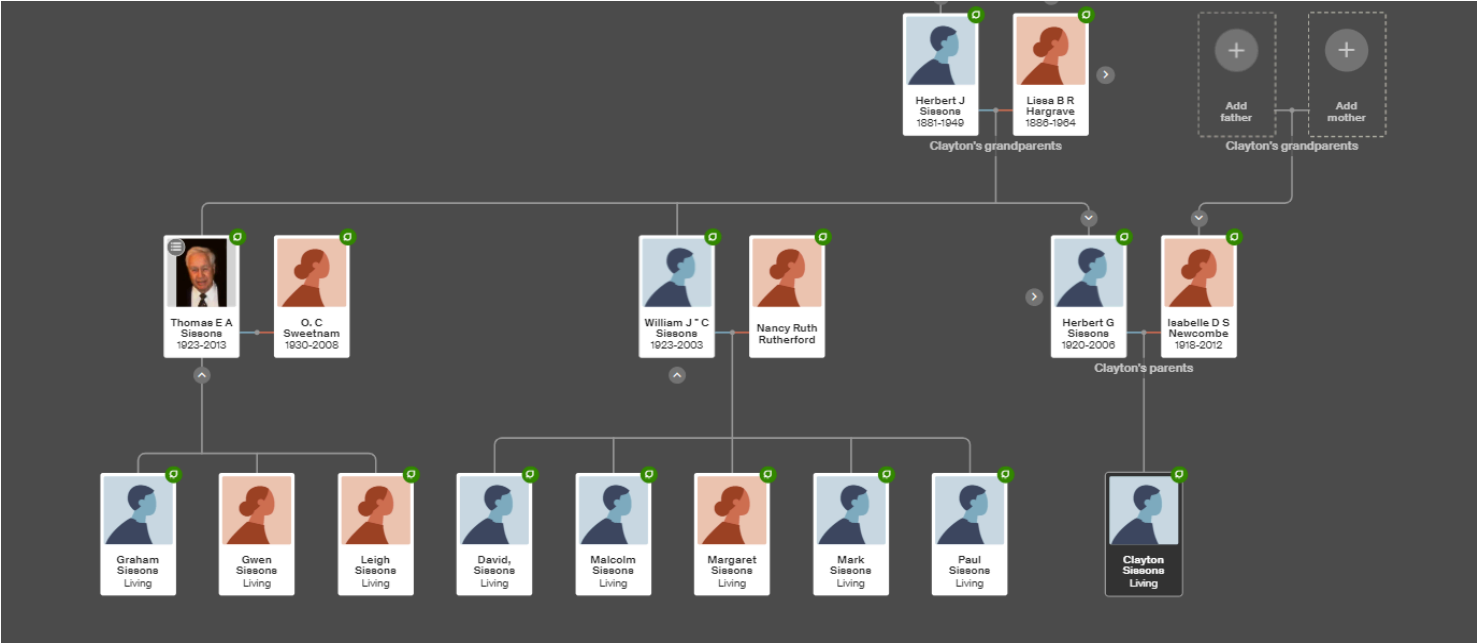 Herbert J
Sissons
1881-1949
Lissa B R
Hargrave
1886-1964
Add
father
Add
mother
Clayton's grandparents
Clayton's grandparents
Thomas E A
Sissons
1923-2013
O. C
Sweetnam
1930-2008
William J " C
Sissons
1923-2003
Nancy Ruth
Rutherford
Herbert G
Sissons
1920-2006
Isabelle D S
Newcombe
1918-2012
Clayton's parents
Graham
Sissons
Living
Gwen
Sissons
Living
Leigh
Sissons
Living
David,
Sissons
Living
Malcolm
Sissons
Living
Margaret
Sissons
Living
Mark
Sissons
Living
Paul
Sissons
Living
Clayton
Sissons
Living